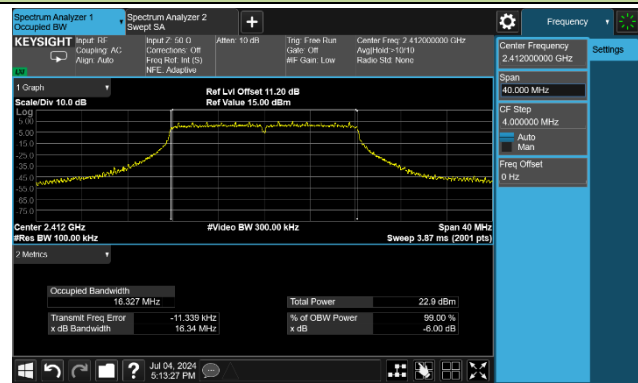 Spectrum Analyzer 1
Occupied BW
Spectrum Analyzer 2
Swept SA
Frequency
KEYSIGHT
Input: RF
Coupling: AC
Align: Auto
Input Z: 50 Ω
Corrections: Off
Freq Ref: Int (S)
NFE: Adaptive
Atten: 10 dB
Trig: Free Run
Gate: Off
#IF Gain: Low
Center Freq: 2.412000000 GHz
Avg|Hold:>10/10
Radio Std: None
Center Frequency
2.412000000 GHz
Settings
Span
40.000 MHz
CF Step
4.000000 MHz
Auto
Man
Freq Offset
0 Hz
1 Graph
Scale/Div 10.0 dB
Ref Lvl Offset 11.20 dB
Ref Value 15.00 dBm
Log
5.00
-5.00
-15.0
-25.0
-35.0
-45.0
-55.0
-65.0
-75.0
Center 2.412 GHz
#Res BW 100.00 kHz
#Video BW 300.00 kHz
Span 40 MHz
Sweep 3.87 ms (2001 pts)
2 Metrics
Occupied Bandwidth
16.327 MHz
Total Power 22.9 dBm
Transmit Freq Error -11.339 kHz
% of OBW Power 99.00 %
x dB Bandwidth 16.34 MHz
x dB -6.00 dB
Jul 04, 2024
5:13:27 PM